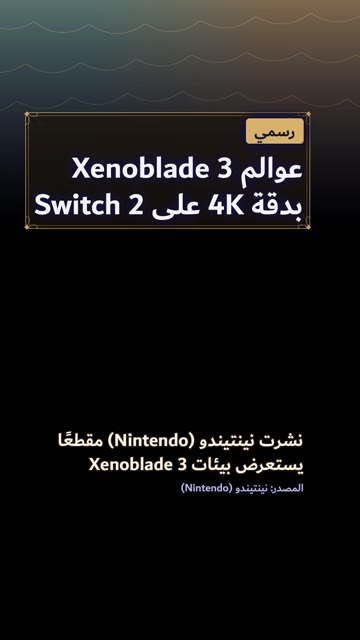 رسمي
عوالم Xenoblade 3
بدقة 4K على Switch 2
نشرت نينتيندو (Nintendo) مقطعًا
يستعرض بيئات Xenoblade 3
المصدر: نينتيندو (Nintendo)